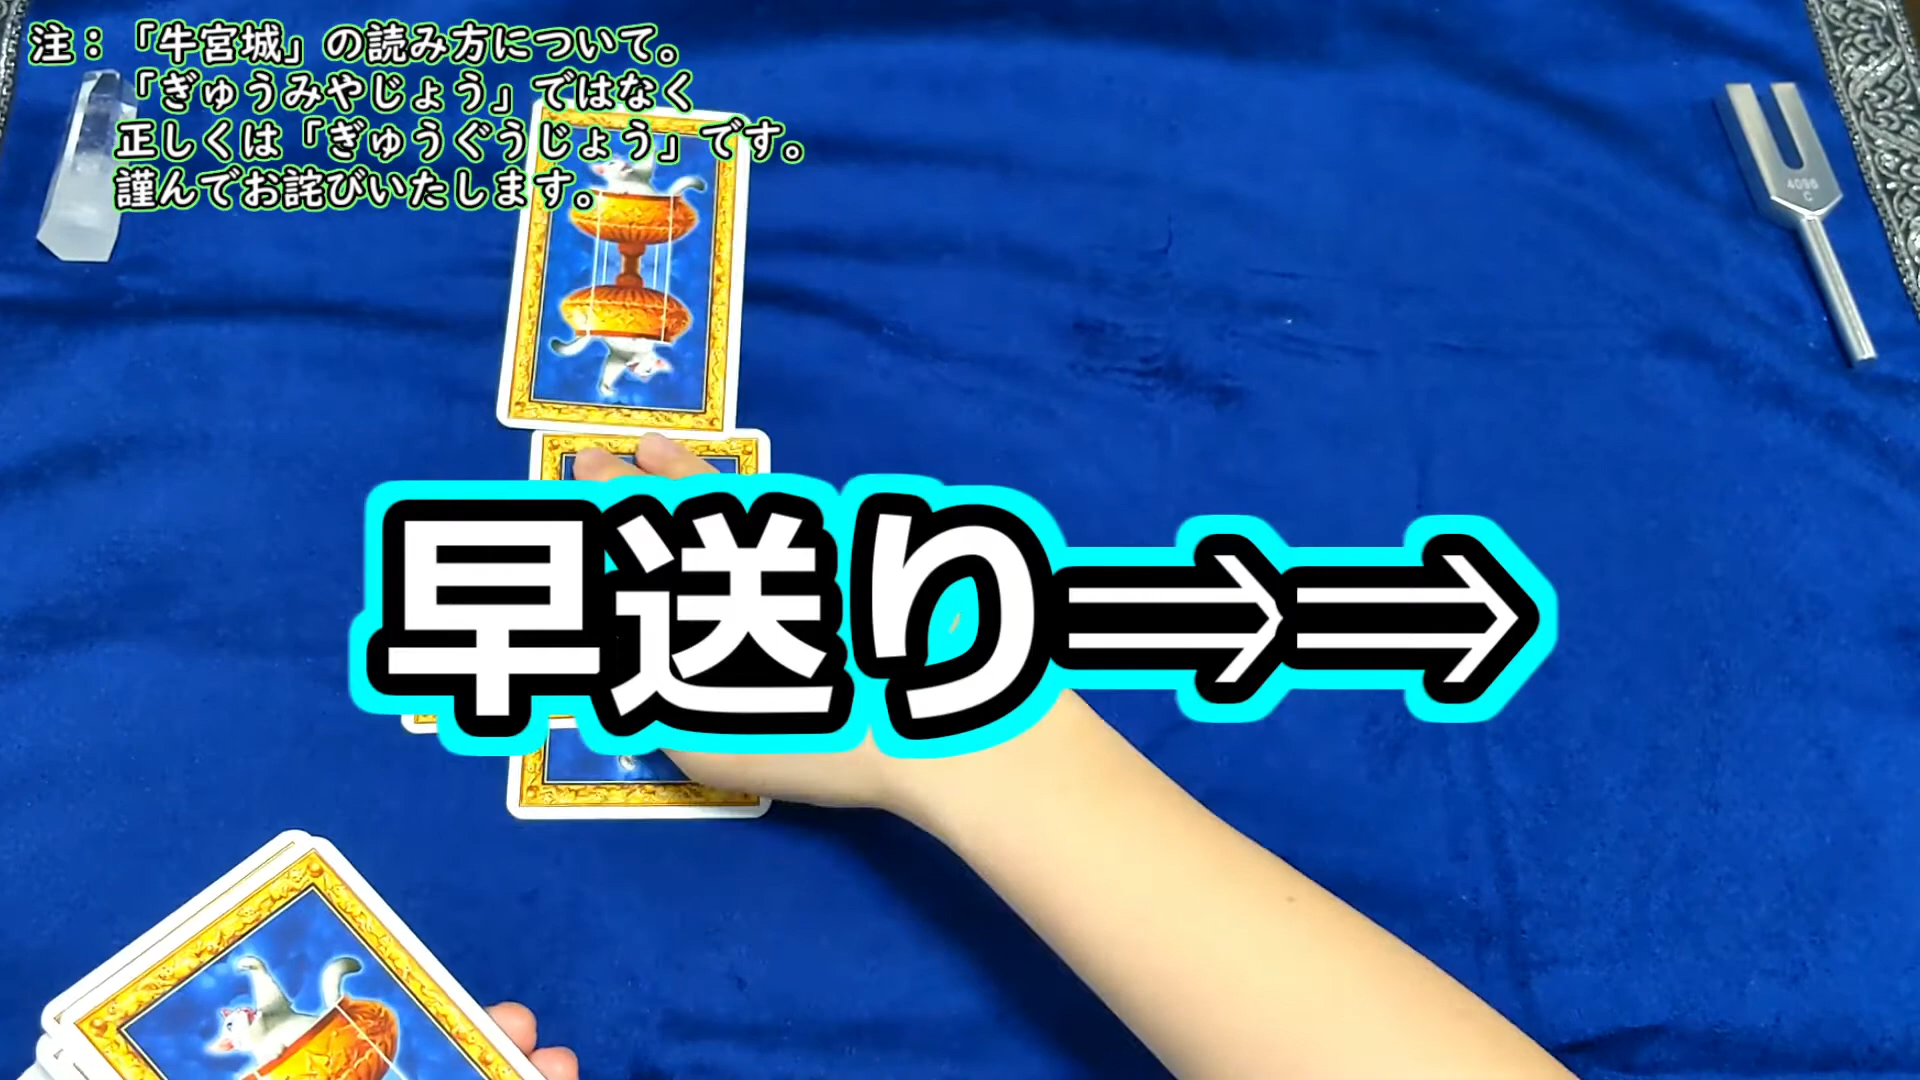 注：「牛宮城」の読み方について。
「ぎゅうみやじょう」ではなく
正しくは「ぎゅうぐうじょう」です。
謹んでお詫びいたします。
4096
C
早送り⇒⇒